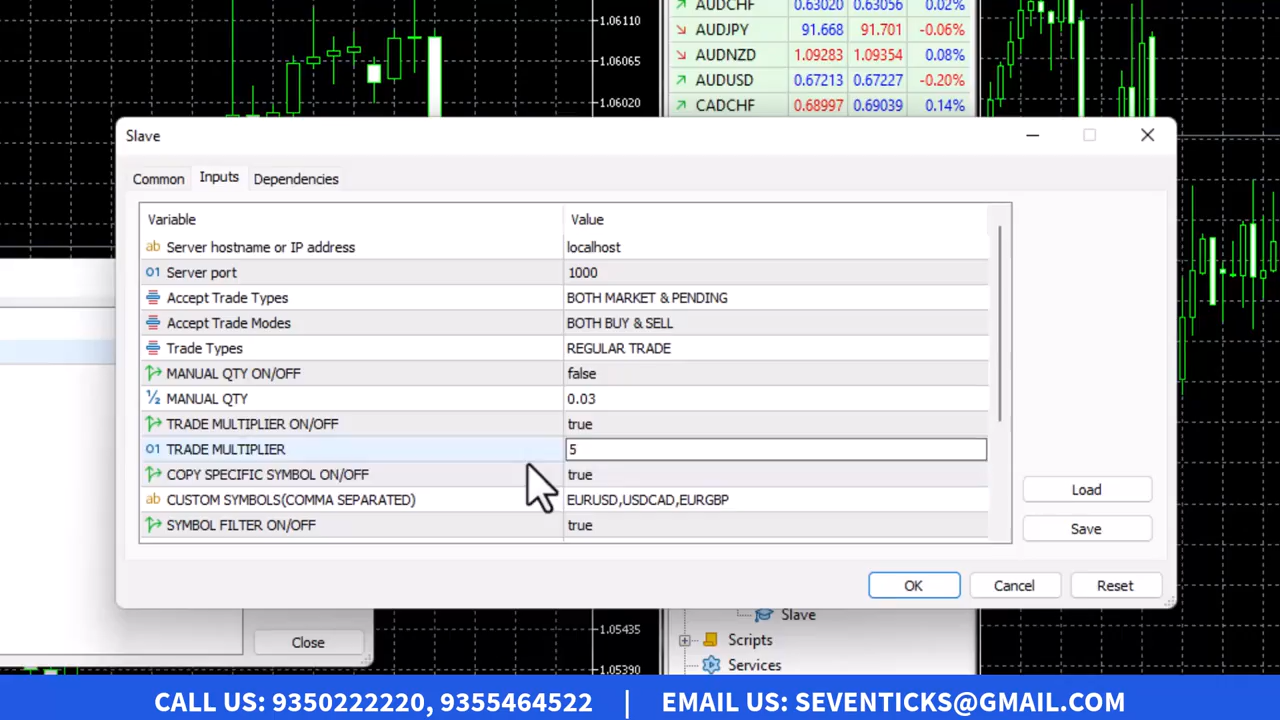 1.06110
1.06065
1.06020
AUDCHF 0.63020 0.63056 0.02%
AUDJPY 91.668 91.701 -0.06%
AUDNZD 1.09283 1.09354 0.08%
AUDUSD 0.67213 0.67227 -0.20%
CADCHF 0.68997 0.69039 0.14%
Slave
Common Inputs Dependencies
Variable Value
ab Server hostname or IP address localhost
01 Server port 1000
Accept Trade Types BOTH MARKET & PENDING
Accept Trade Modes BOTH BUY & SELL
Trade Types REGULAR TRADE
MANUAL QTY ON/OFF false
½ MANUAL QTY 0.03
TRADE MULTIPLIER ON/OFF true
01 TRADE MULTIPLIER 5
COPY SPECIFIC SYMBOL ON/OFF true
ab CUSTOM SYMBOLS(COMMA SEPARATED) EURUSD,USDCAD,EURGBP
SYMBOL FILTER ON/OFF true
Load
Save
OK Cancel Reset
Close
1.05435
1.05390
Slave
Scripts
Services
CALL US: 9350222220, 9355464522 | EMAIL US: SEVENTICKS@GMAIL.COM